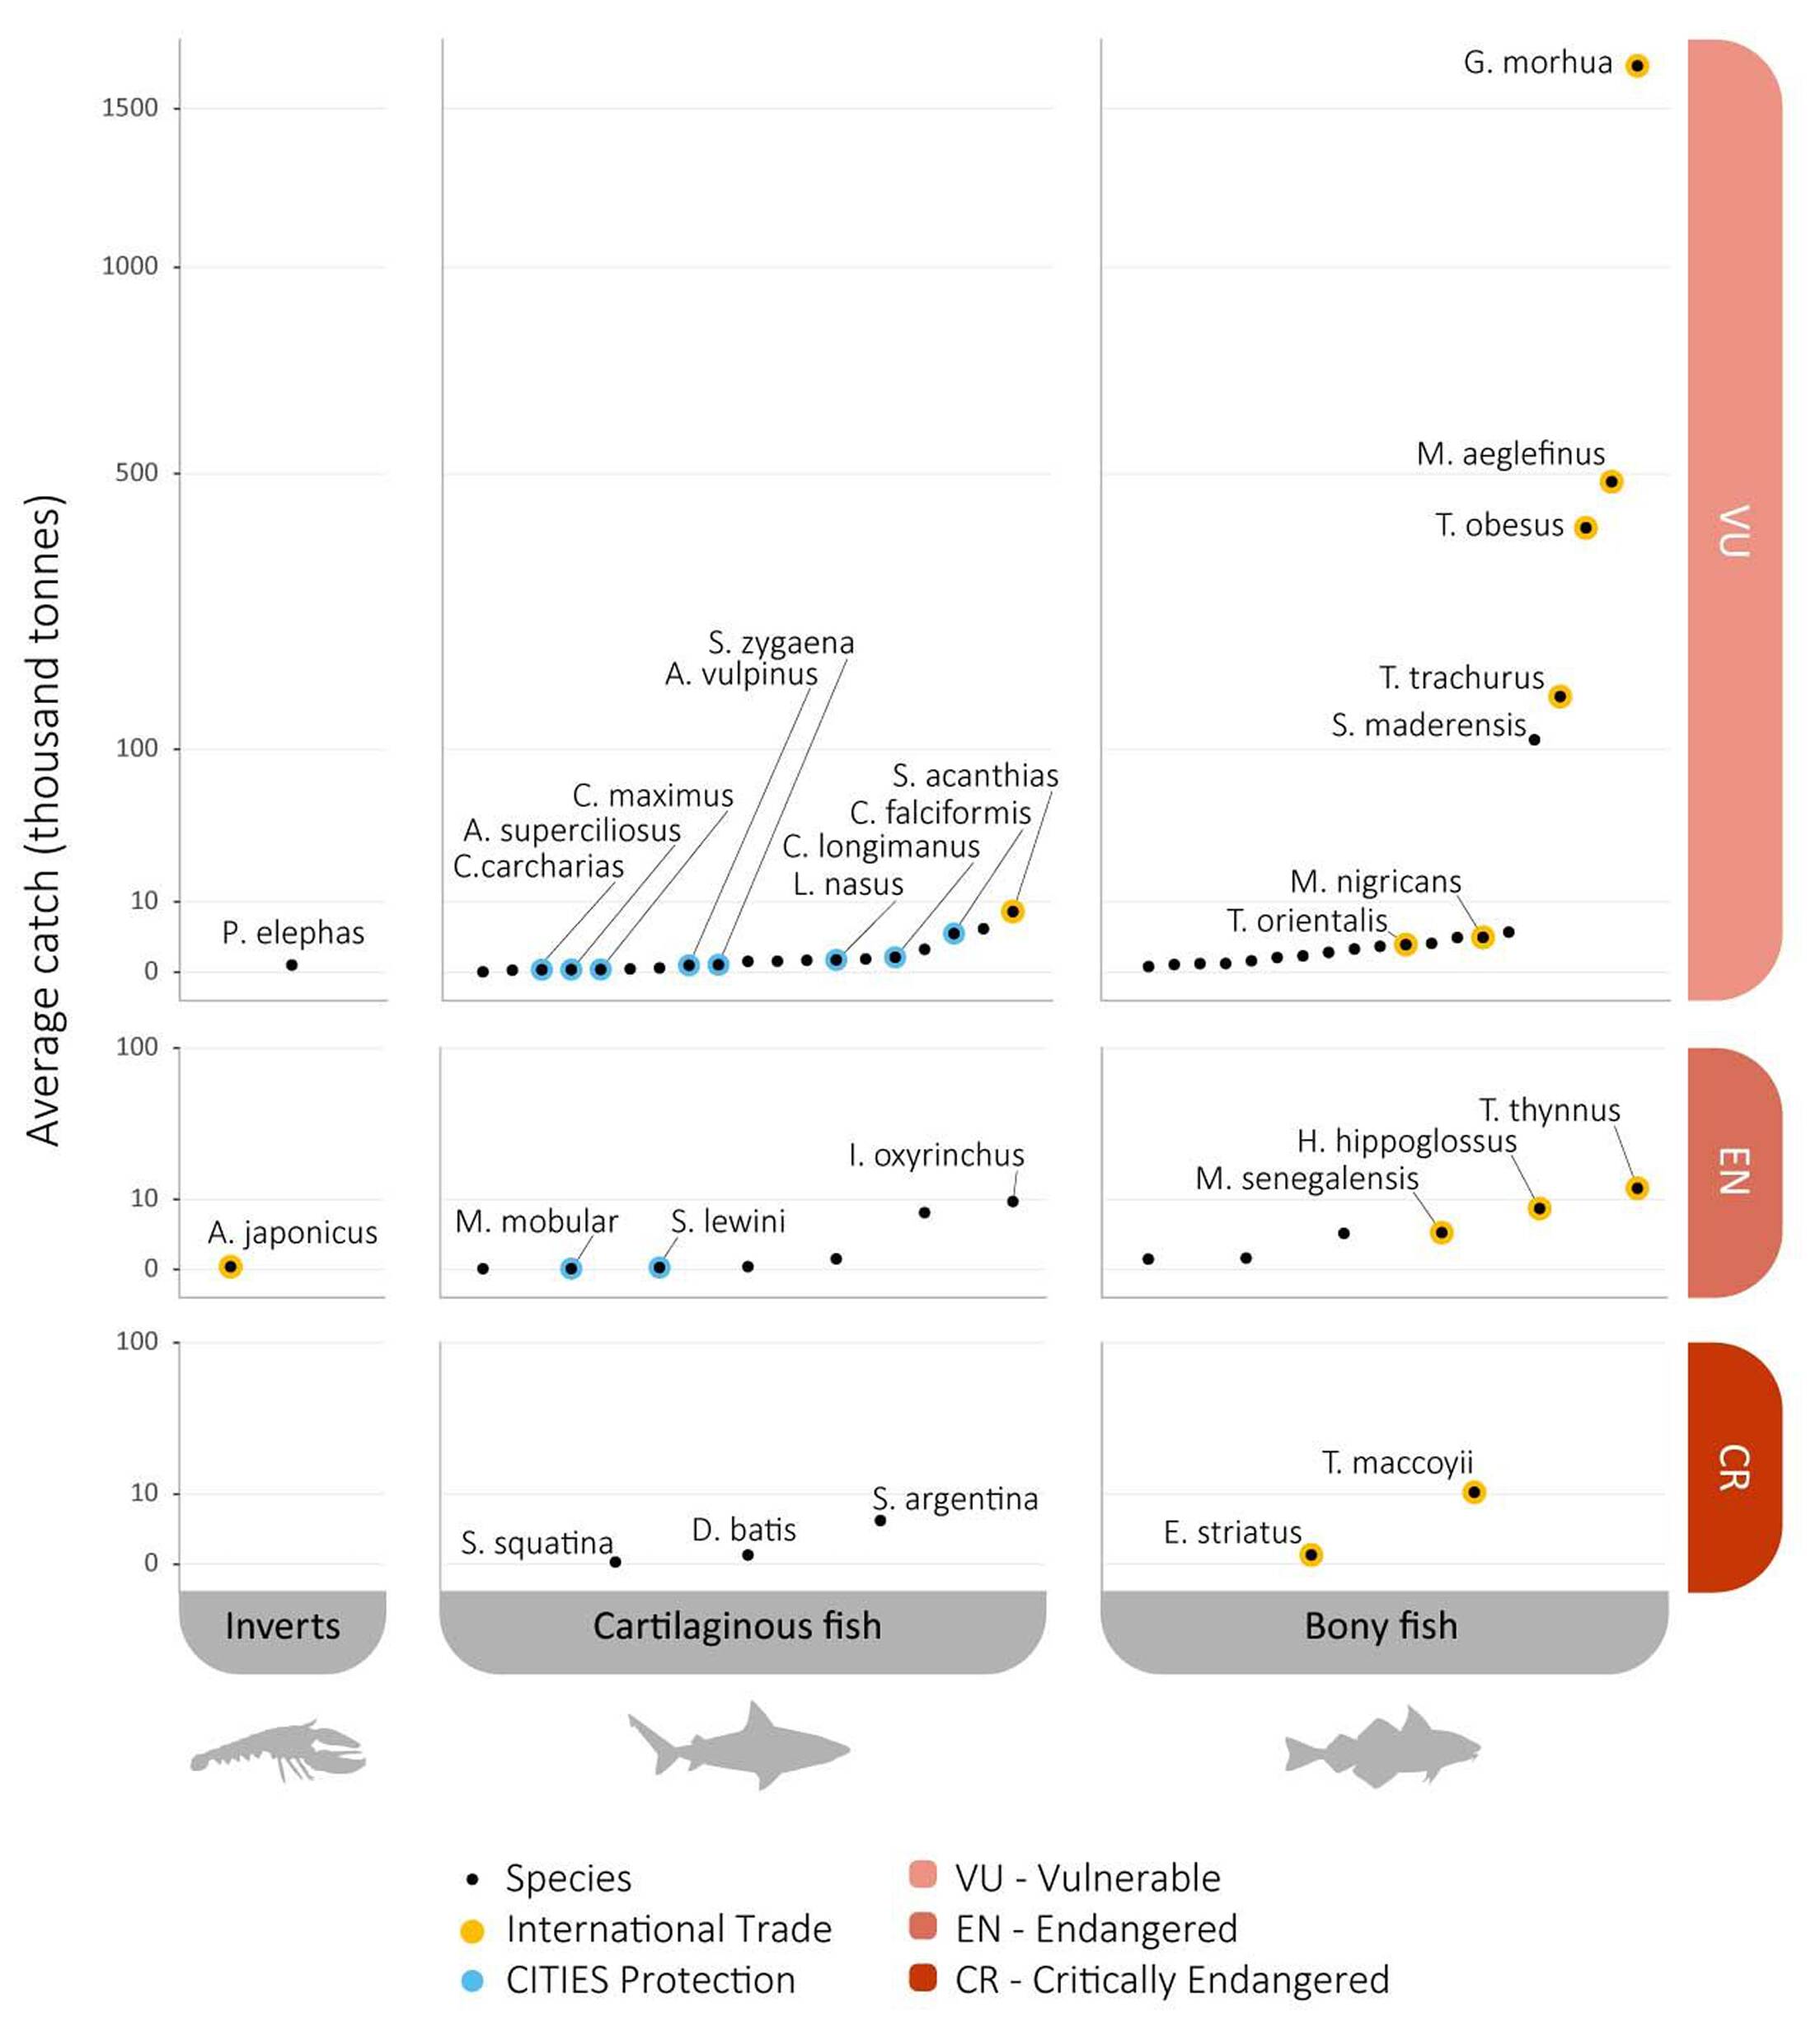 Average catch (thousand tonnes)
1500
1000
500
100
10
0
G. morhua
M. aeglefinus
T. obesus
T. trachurus
S. maderensis
M. nigricans
T. orientalis
S. zygaena
A. vulpinus
C. maximus
A. superciliosus
C.carcharias
S. acanthias
C. falciformis
C. longimanus
L. nasus
P. elephas
VU
100
10
0
A. japonicus
M. mobular
S. lewini
I. oxyrinchus
T. thynnus
H. hippoglossus
M. senegalensis
EN
100
10
0
S. squatina
D. batis
S. argentina
T. maccoyii
E. striatus
CR
Inverts
Cartilaginous fish
Bony fish
Species
International Trade
CITIES Protection
VU - Vulnerable
EN - Endangered
CR - Critically Endangered